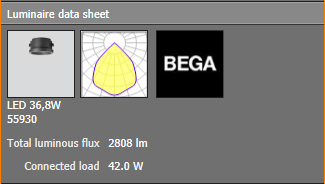 Luminaire data sheet
BEGA
LED 36,8W
55930
Total luminous flux 2808 lm
Connected load 42.0 W